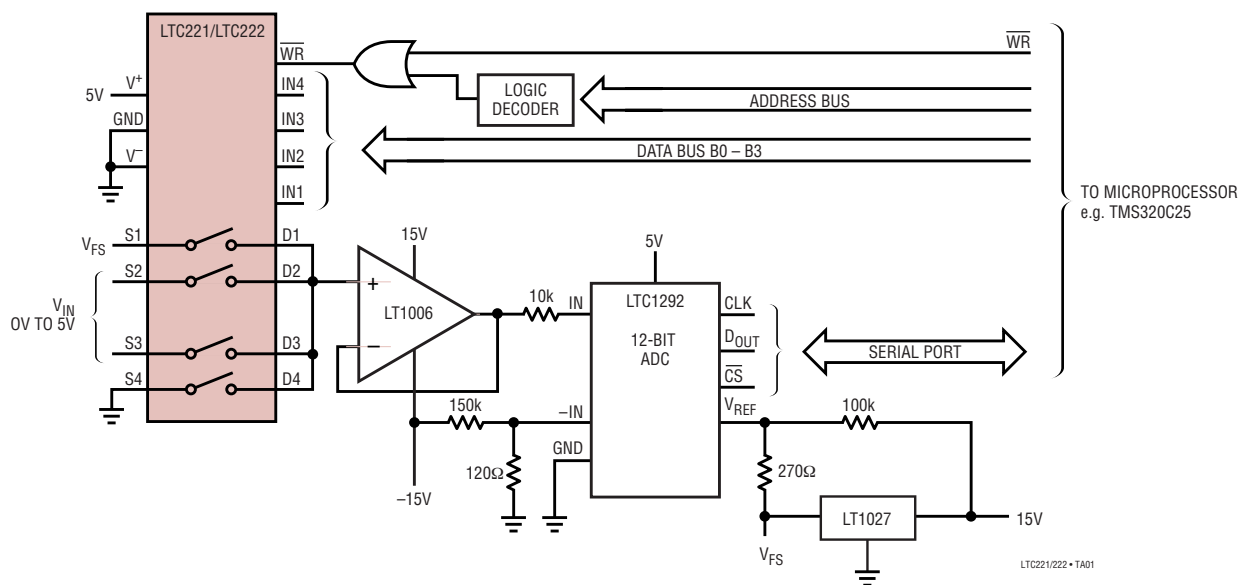 LTC221/LTC222
WR
WR
V+
5V
IN4
LOGIC
DECODER
ADDRESS BUS
GND
IN3
V–
IN2
DATA BUS B0 – B3
IN1
TO MICROPROCESSOR
e.g. TMS320C25
VFS
S1
D1
15V
5V
S2
D2
+
10k
IN
LTC1292
CLK
VIN
0V TO 5V
LT1006
12-BIT
ADC
DOUT
SERIAL PORT
S3
D3
–
CS
S4
D4
150k
–IN
VREF
100k
GND
120Ω
270Ω
–15V
LT1027
15V
VFS
LTC221/222 • TA01